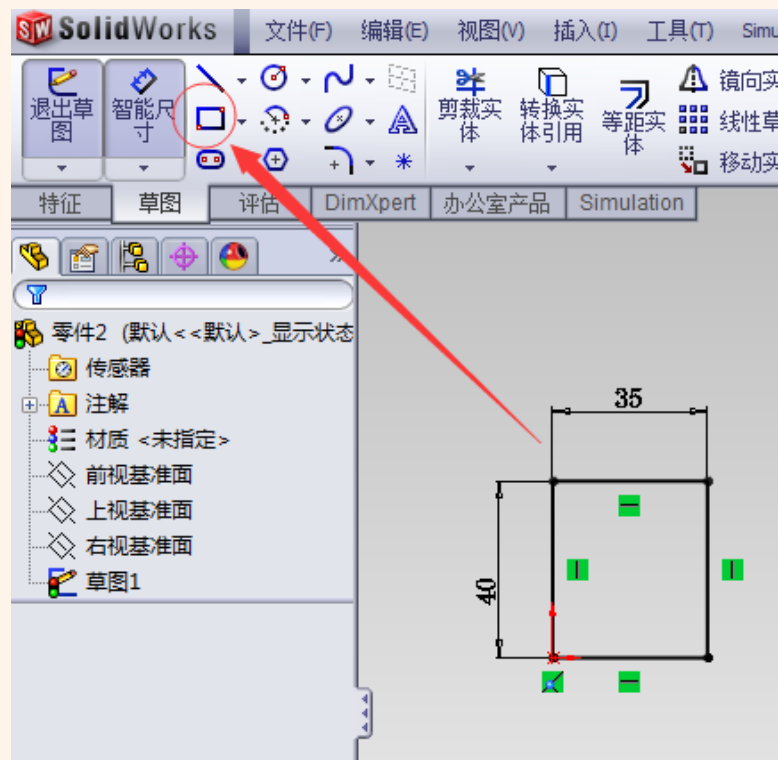 SW SolidWorks 文件(F) 编辑(E) 视图(V) 插入(I) 工具(T) Simu
退出草图
智能尺寸
剪裁实体
转换实体引用
等距实体
镜向实
线性草
移动实
特征 草图 评估 DimXpert 办公室产品 Simulation
零件2 (默认<<默认>_显示状态
传感器
注解
材质 <未指定>
前视基准面
上视基准面
右视基准面
草图1
35
40